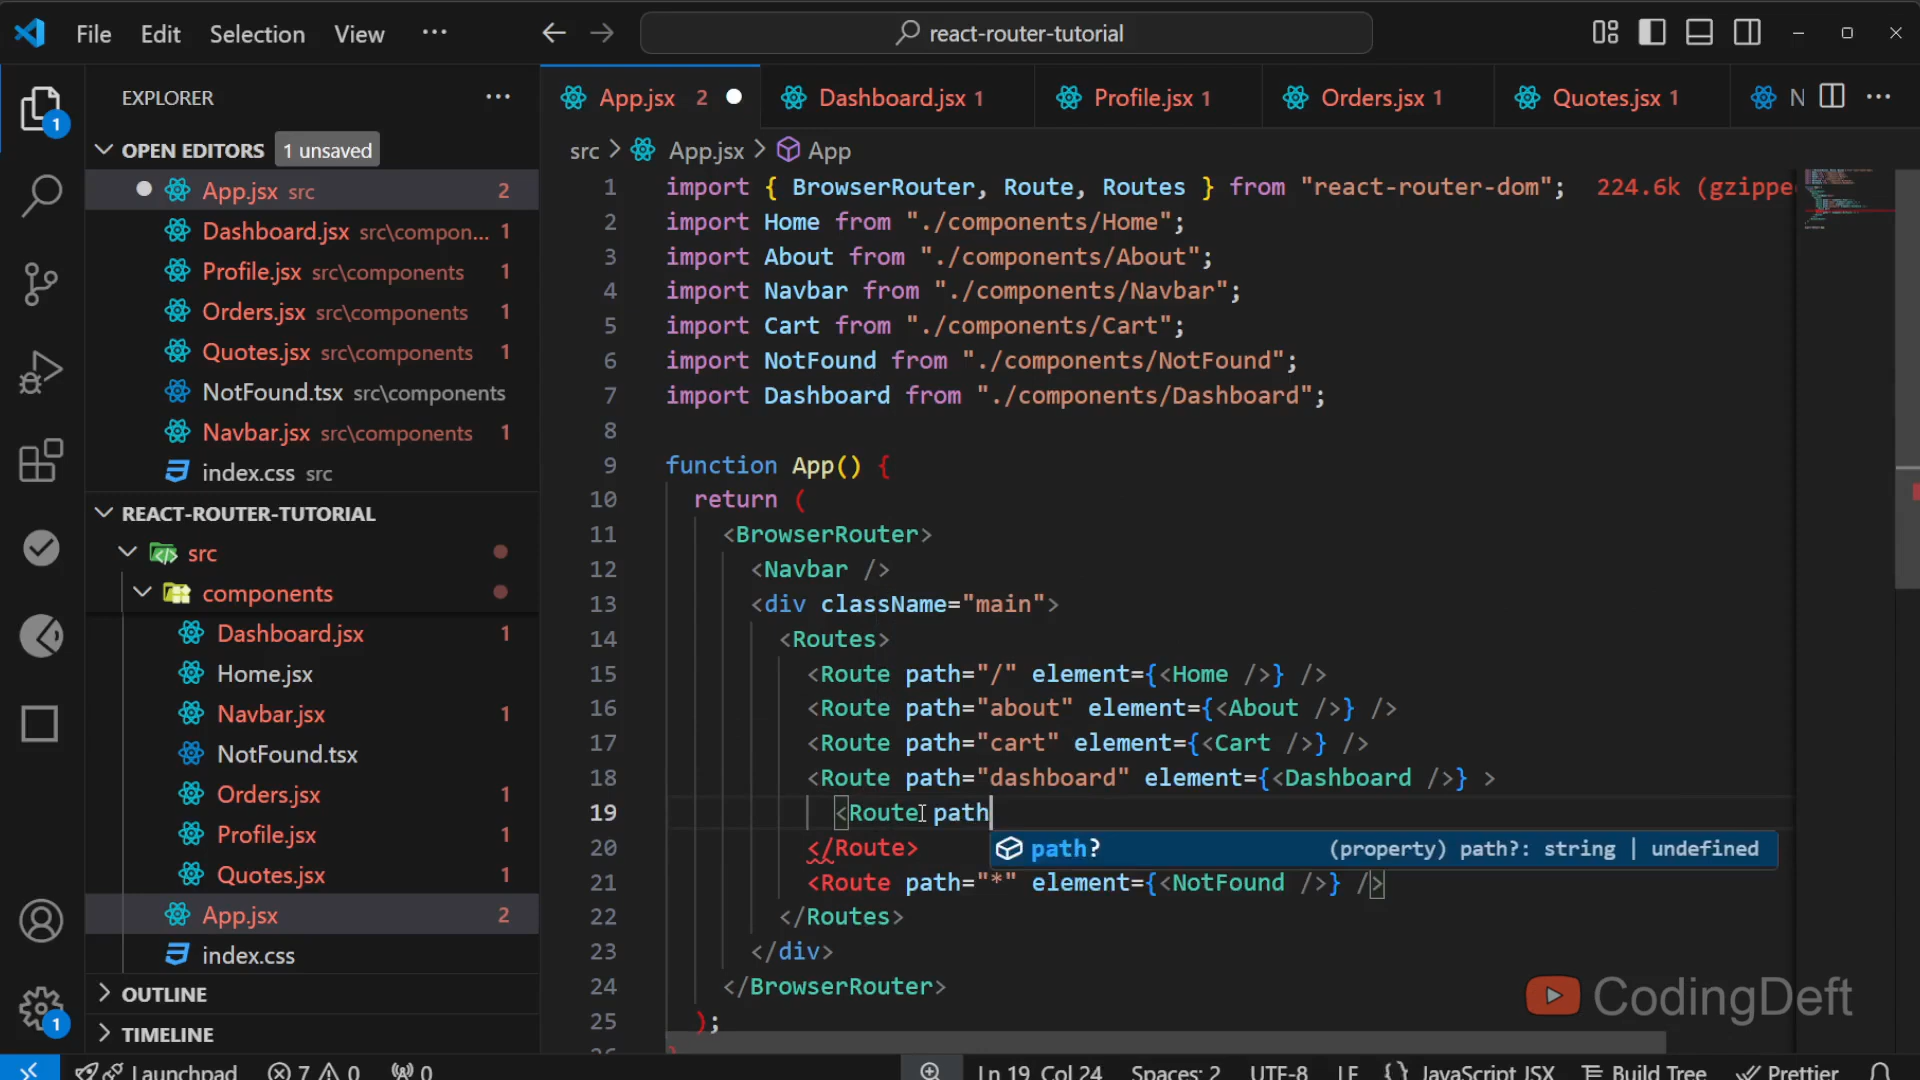 File Edit Selection View ··· react-router-tutorial
EXPLORER ···
OPEN EDITORS 1 unsaved
App.jsx src 2
Dashboard.jsx src\compon... 1
Profile.jsx src\components 1
Orders.jsx src\components 1
Quotes.jsx src\components 1
NotFound.tsx src\components
Navbar.jsx src\components 1
index.css src
REACT-ROUTER-TUTORIAL
src
components
Dashboard.jsx 1
Home.jsx
Navbar.jsx 1
NotFound.tsx
Orders.jsx 1
Profile.jsx 1
Quotes.jsx 1
App.jsx 2
index.css
OUTLINE
TIMELINE
1
1
App.jsx 2 Dashboard.jsx 1 Profile.jsx 1 Orders.jsx 1 Quotes.jsx 1 N ···
src > App.jsx > App
1 import { BrowserRouter, Route, Routes } from "react-router-dom"; 224.6k (gzippe
2 import Home from "./components/Home";
3 import About from "./components/About";
4 import Navbar from "./components/Navbar";
5 import Cart from "./components/Cart";
6 import NotFound from "./components/NotFound";
7 import Dashboard from "./components/Dashboard";
8
9 function App() {
10 return (
11 <BrowserRouter>
12 <Navbar />
13 <div className="main">
14 <Routes>
15 <Route path="/" element={<Home />} />
16 <Route path="about" element={<About />} />
17 <Route path="cart" element={<Cart />} />
18 <Route path="dashboard" element={<Dashboard />} >
19 <Route path
20 </Route> path? (property) path?: string | undefined
21 <Route path="*" element={<NotFound />} />
22 </Routes>
23 </div>
24 </BrowserRouter>
25 );
CodingDeft
Launchpad 7 0 0 Ln 19, Col 24 Spaces: 2 UTF-8 LF {} JavaScript JSX Build Tree Prettier